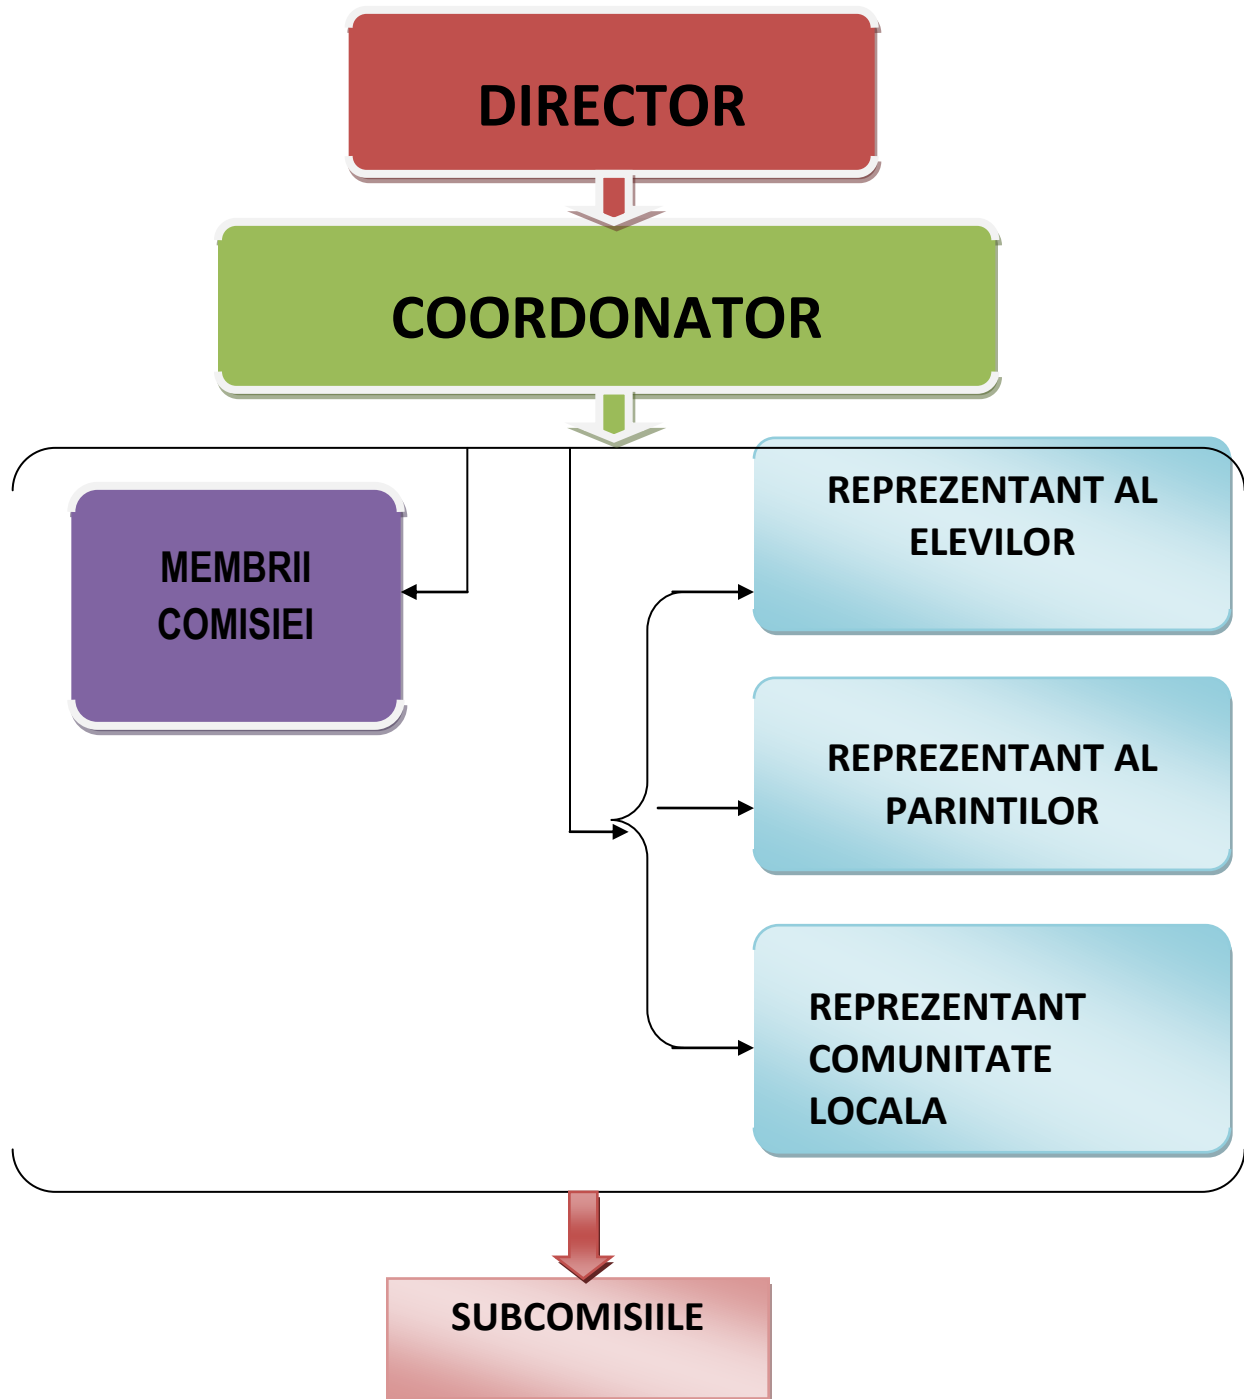 DIRECTOR
COORDONATOR
MEMBRII
COMISIEI
REPREZENTANT AL
ELEVILOR
REPREZENTANT AL
PARINTILOR
REPREZENTANT
COMUNITATE
LOCALA
SUBCOMISIILE